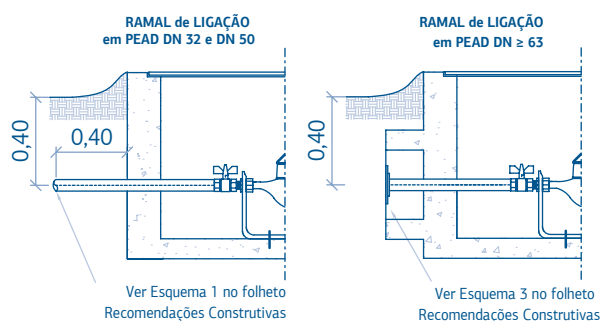 RAMAL de LIGAÇÃO
em PEAD DN 32 e DN 50
0,40
0,40
Ver Esquema 1 no folheto
Recomendações Construtivas
RAMAL de LIGAÇÃO
em PEAD DN ≥ 63
0,40
Ver Esquema 3 no folheto
Recomendações Construtivas